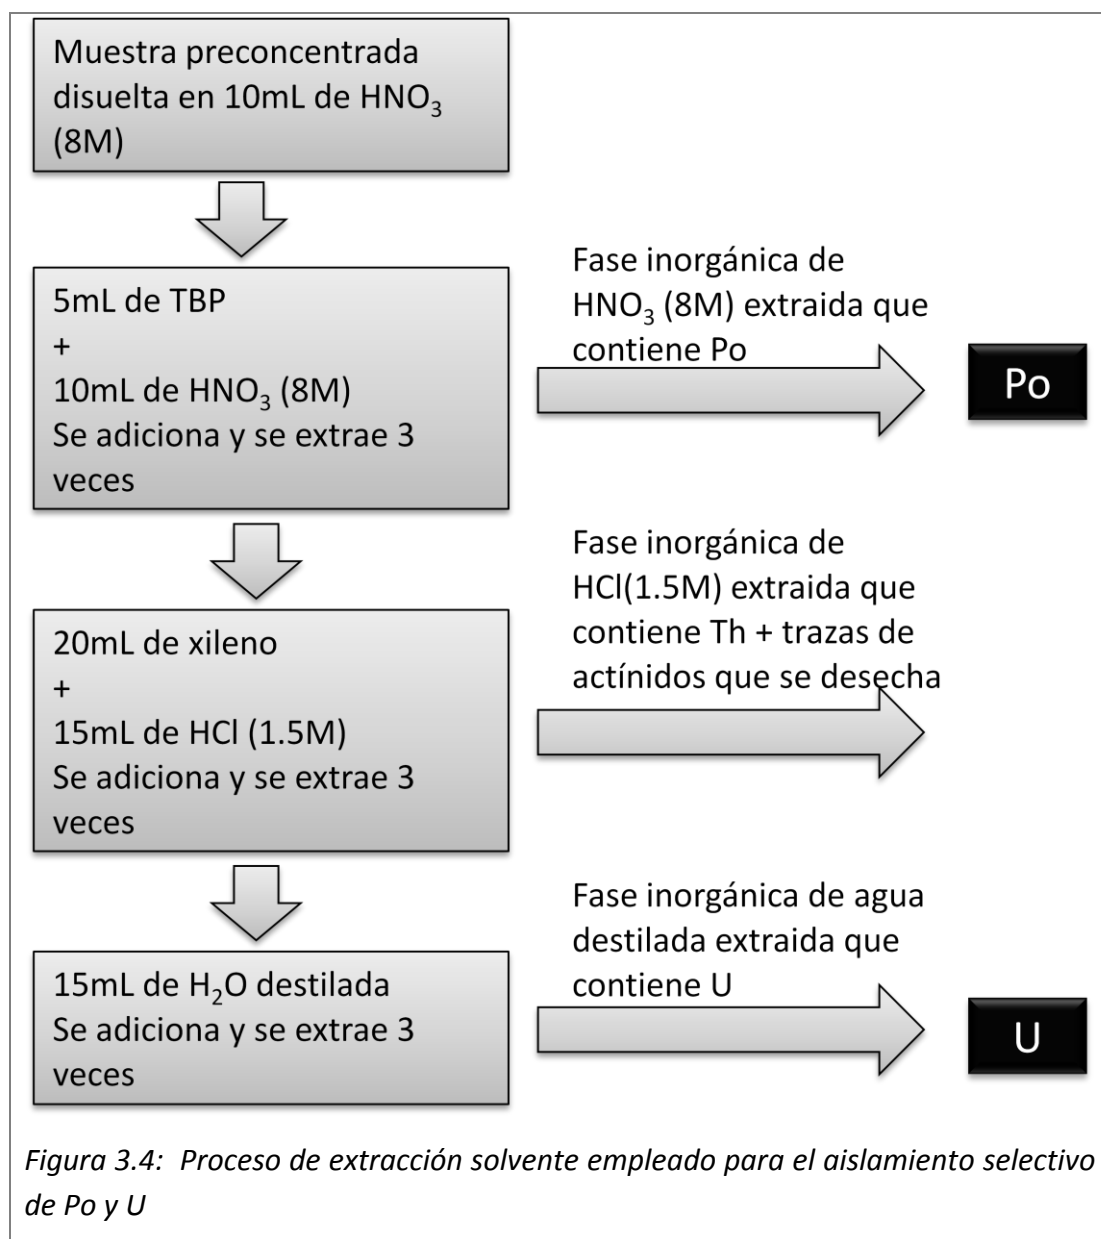 Muestra preconcentrada
disuelta en 10mL de HNO₃
(8M)
5mL de TBP
+
10mL de HNO₃ (8M)
Se adiciona y se extrae 3
veces
Fase inorgánica de
HNO₃ (8M) extraida que
contiene Po
Po
20mL de xileno
+
15mL de HCl (1.5M)
Se adiciona y se extrae 3
veces
Fase inorgánica de
HCl(1.5M) extraida que
contiene Th + trazas de
actínidos que se desecha
15mL de H₂O destilada
Se adiciona y se extrae 3
veces
Fase inorgánica de agua
destilada extraida que
contiene U
U
Figura 3.4: Proceso de extracción solvente empleado para el aislamiento selectivo
de Po y U